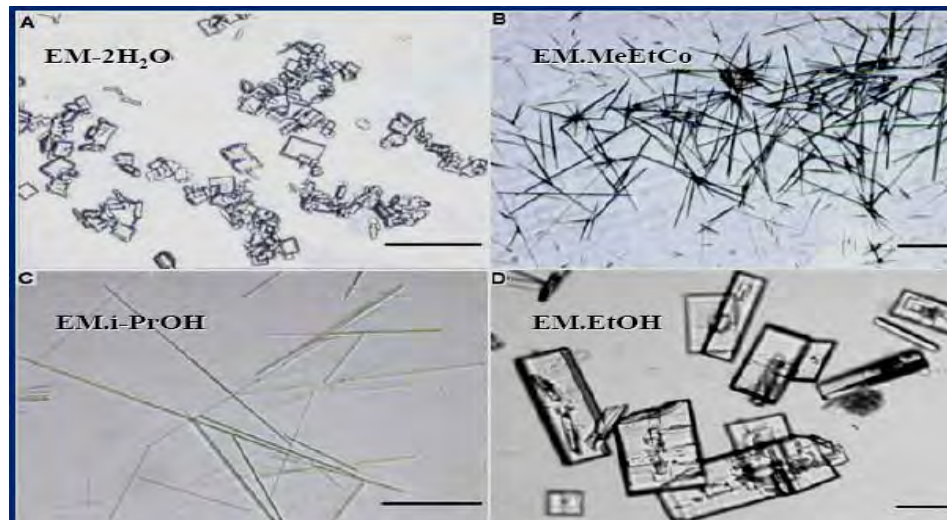 A
EM-2H₂O
B
EM.MeEtCo
C
EM.i-PrOH
D
EM.EtOH